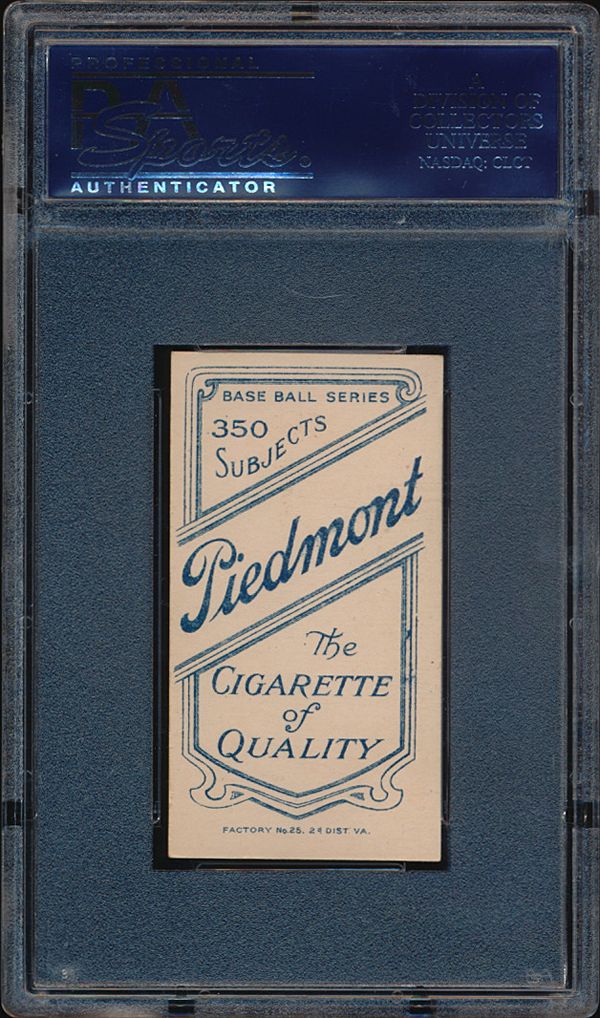 PROFESSIONAL
PSA
Sports.
AUTHENTICATOR
A
DIVISION OF
COLLECTORS
UNIVERSE
NASDAQ: CLCT
BASE BALL SERIES
350
SUBJECTS
Piedmont
The
CIGARETTE
of
QUALITY
FACTORY No. 25. 2d DIST. VA.